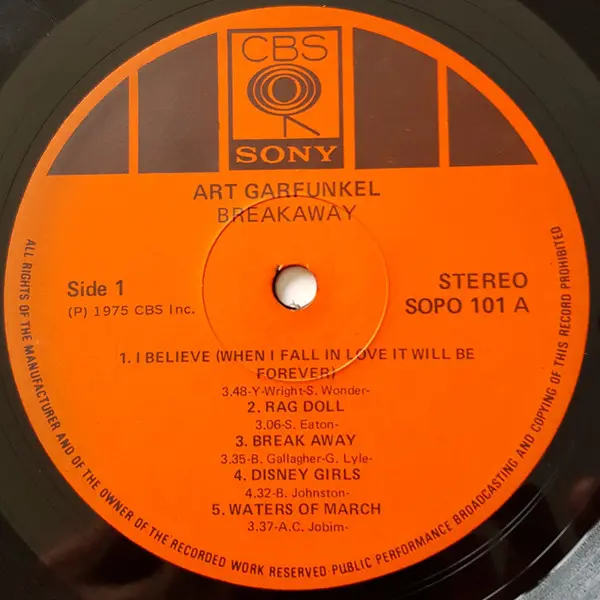 CBS
SONY
ART GARFUNKEL
BREAKAWAY
Side 1
(P) 1975 CBS Inc.
STEREO
SOPO 101 A
1. I BELIEVE (WHEN I FALL IN LOVE IT WILL BE
FOREVER)
3.48-Y-Wright-S. Wonder-
2. RAG DOLL
3.06-S. Eaton-
3. BREAK AWAY
3.35-B. Gallagher-G. Lyle-
4. DISNEY GIRLS
4.32-B. Johnston-
5. WATERS OF MARCH
3.37-A.C. Jobim-
ALL RIGHTS OF THE MANUFACTURER AND OF THE OWNER OF THE RECORDED WORK RESERVED PUBLIC PERFORMANCE BROADCASTING AND COPYING OF THIS RECORD PROHIBITED